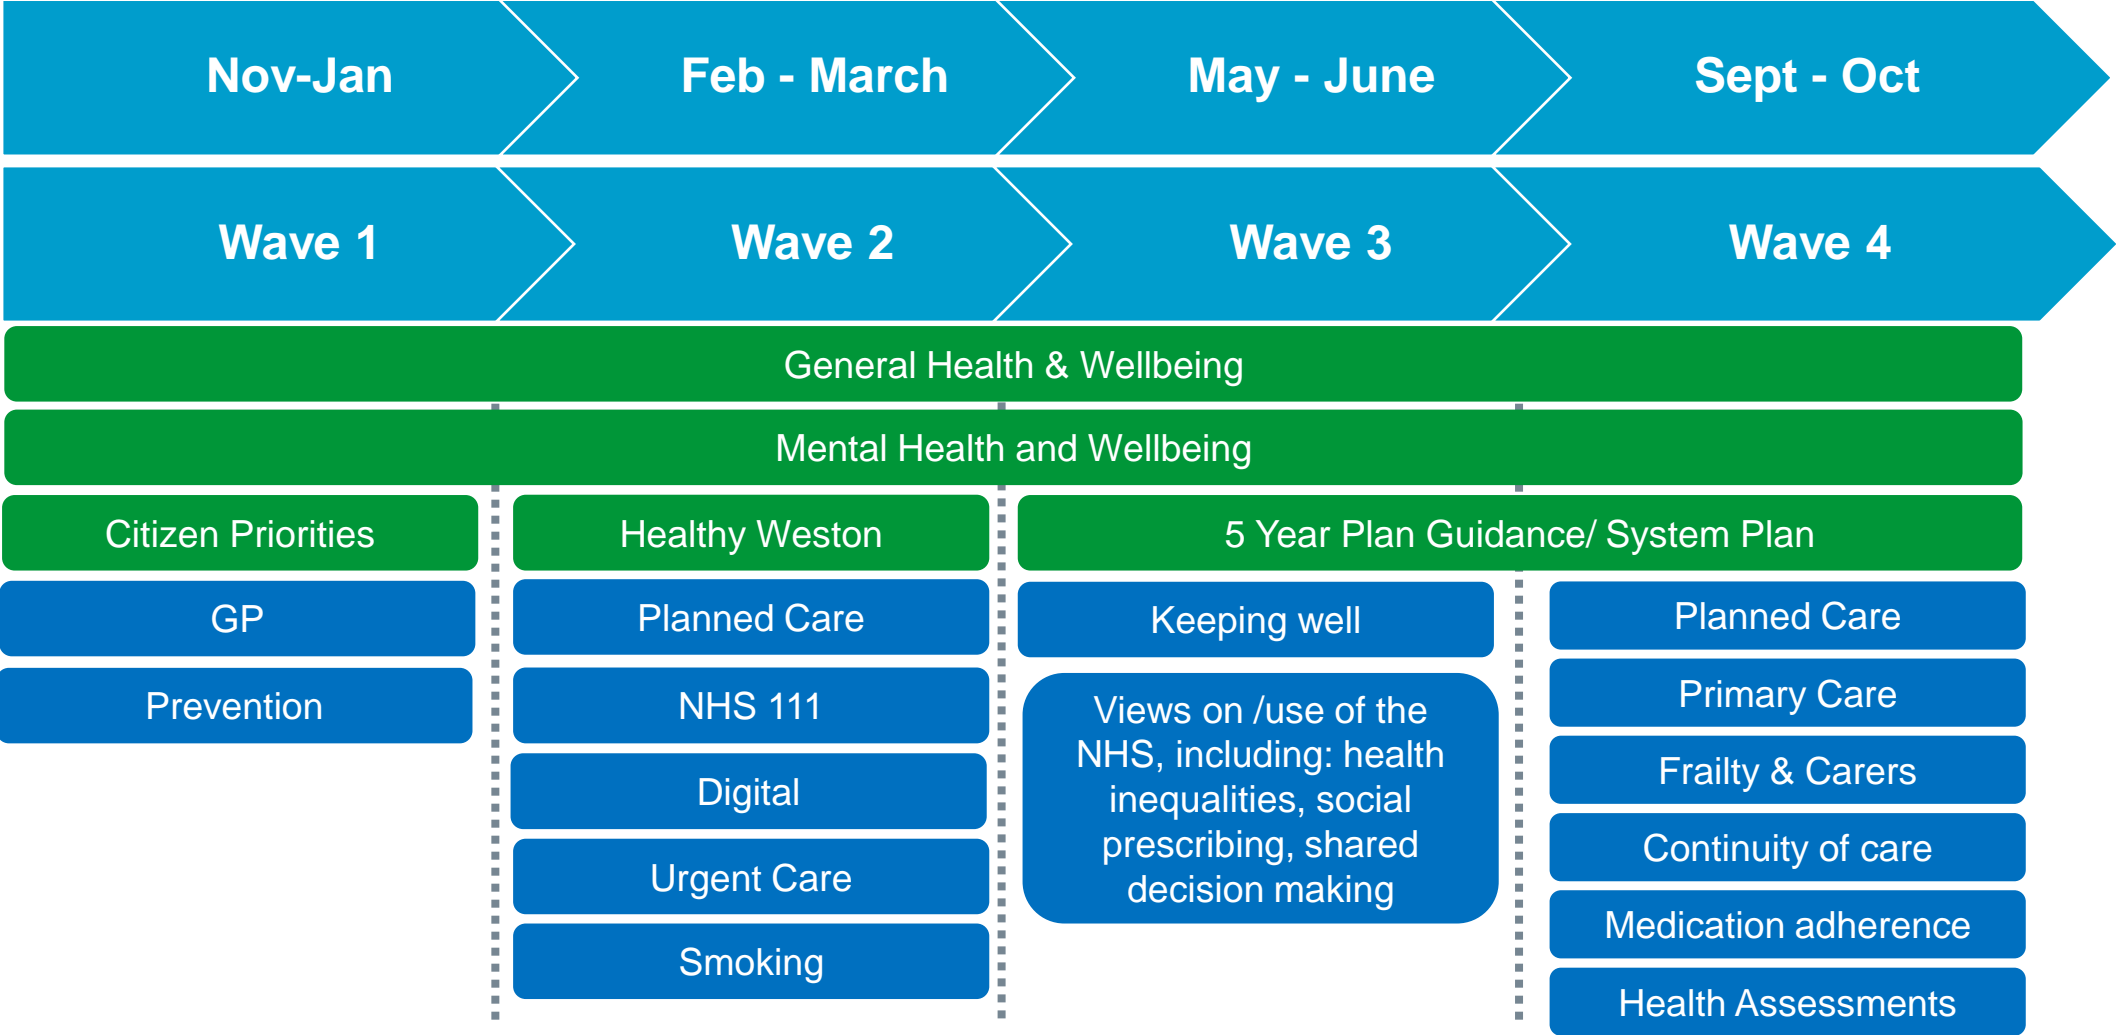 Nov-Jan
Feb - March
May - June
Sept - Oct
Wave 1
Wave 2
Wave 3
Wave 4
General Health & Wellbeing
Mental Health and Wellbeing
Citizen Priorities
Healthy Weston
5 Year Plan Guidance/ System Plan
GP
Prevention
Planned Care
NHS 111
Digital
Urgent Care
Smoking
Keeping well
Views on /use of the
NHS, including: health
inequalities, social
prescribing, shared
decision making
Planned Care
Primary Care
Frailty & Carers
Continuity of care
Medication adherence
Health Assessments